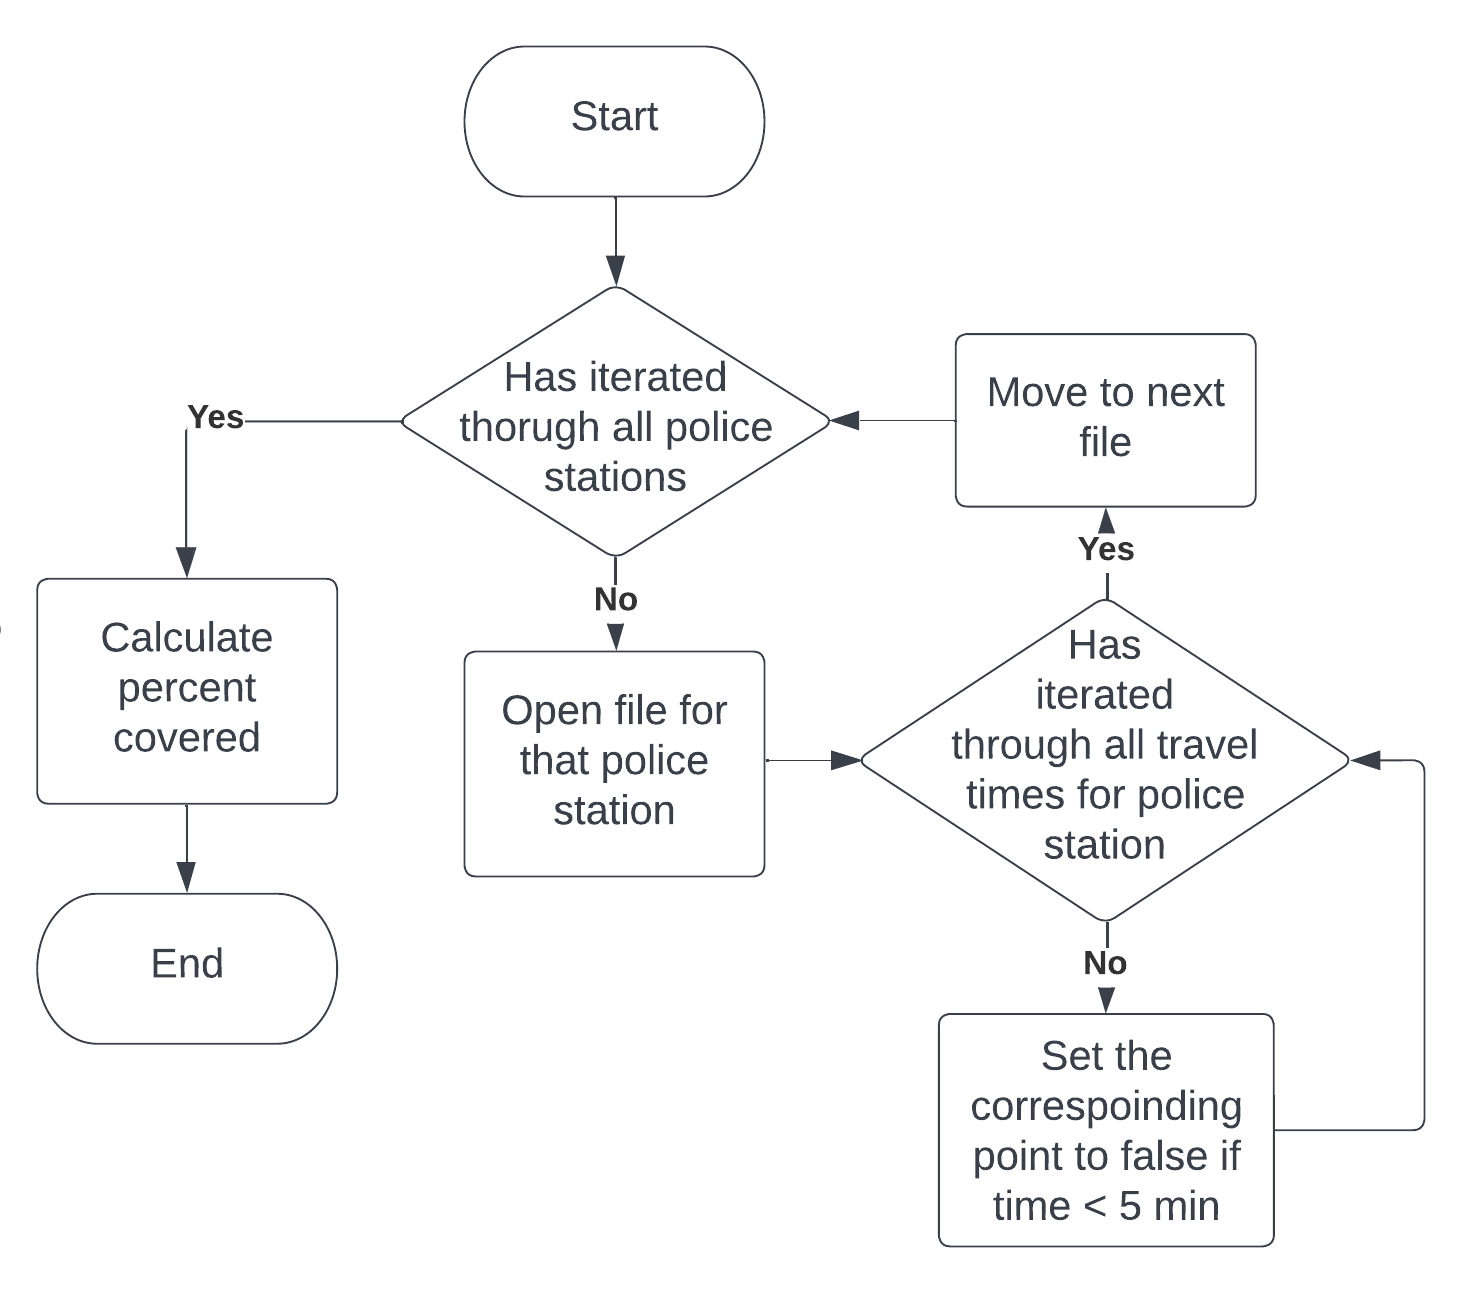 Start
Has iterated
thorugh all police
stations
Yes
No
Move to next
file
Yes
Calculate
percent
covered
Open file for
that police
station
Has
iterated
through all travel
times for police
station
End
No
Set the
correspoinding
point to false if
time < 5 min